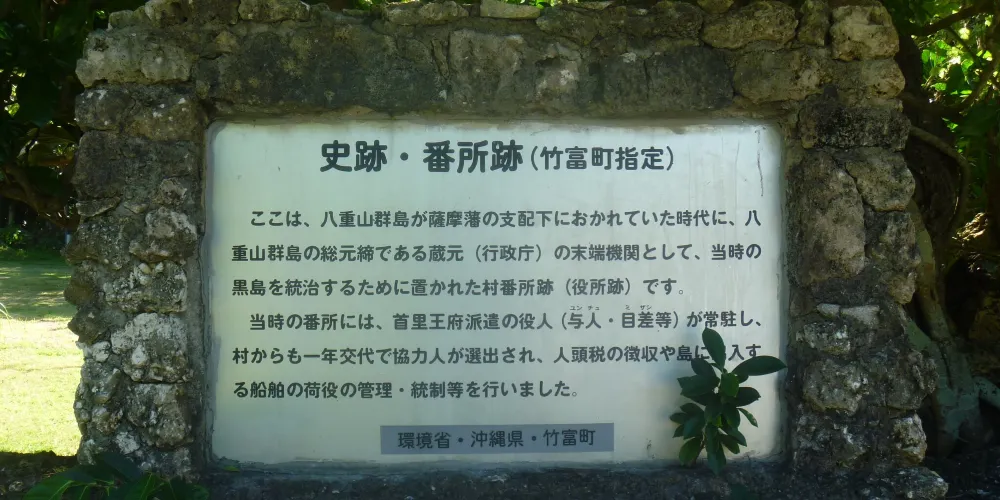 史跡・番所跡(竹富町指定)
ここは、八重山群島が薩摩藩の支配下におかれていた時代に、八
重山群島の総元締である蔵元（行政庁）の末端機関として、当時の
黒島を統治するために置かれた村番所跡（役所跡）です。
当時の番所には、首里王府派遣の役人（与人・目差等）が常駐し、
村からも一年交代で協力人が選出され、人頭税の徴収や島に 入す
る船舶の荷役の管理・統制等を行いました。
環境省・沖縄県・竹富町